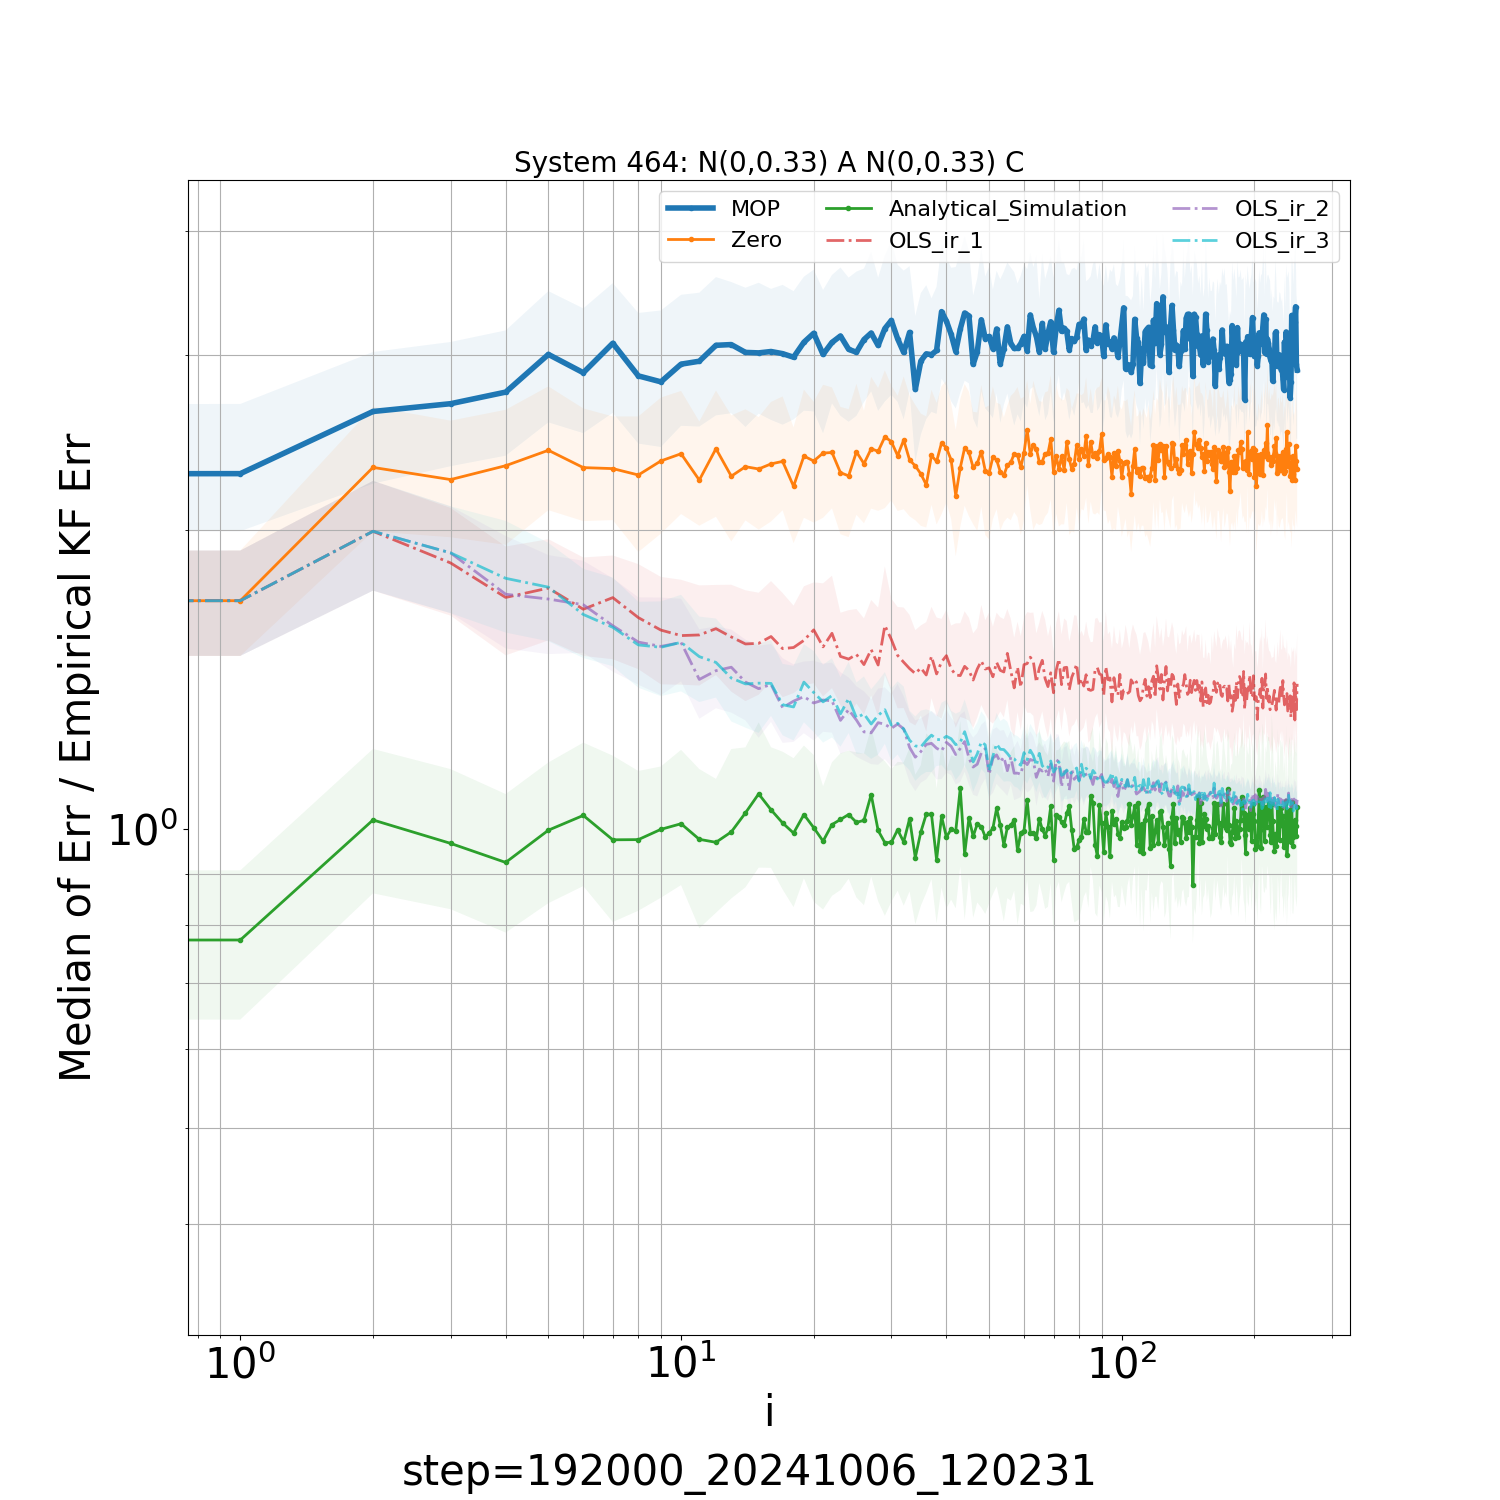 System 464: N(0,0.33) A N(0,0.33) C
MOP
Zero
Analytical_Simulation
OLS_ir_1
OLS_ir_2
OLS_ir_3
Median of Err / Empirical KF Err
10⁰
10⁰
10¹
10²
i
step=192000_20241006_120231